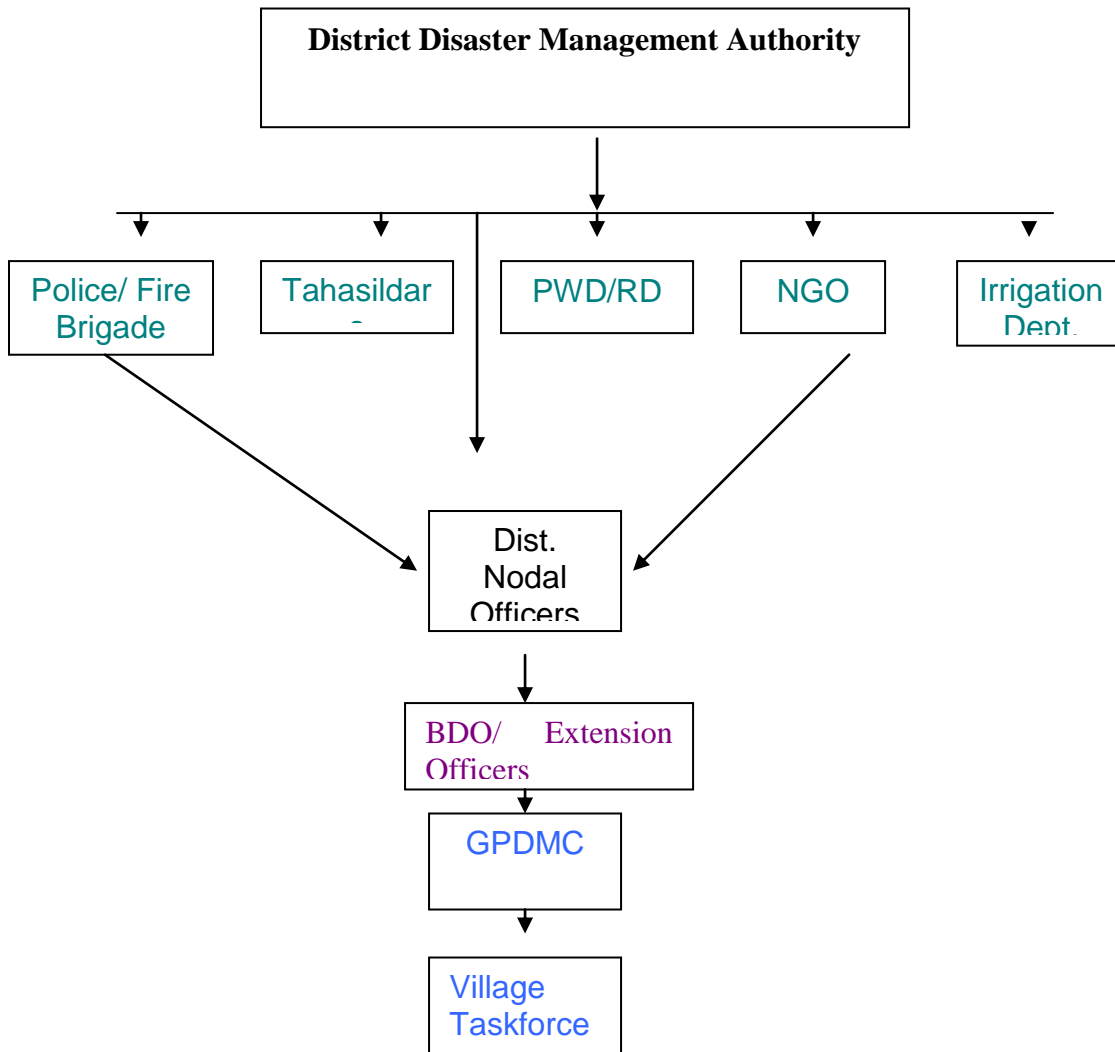 District Disaster Management Authority
Police/ Fire
Brigade
Tahasildar
PWD/RD
NGO
Irrigation
Dept.
Dist.
Nodal
Officers
BDO/ Extension
Officers
GPDMC
Village
Taskforce